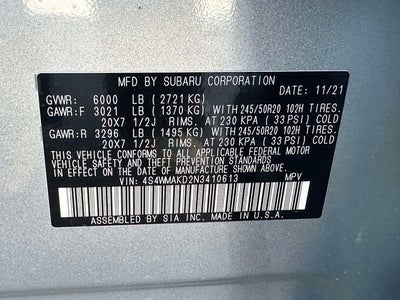 MFD BY SUBARU CORPORATION DATE: 11/21
GVWR: 6000 LB (2721 KG)
GAWR:F 3021 LB (1370 KG) WITH 245/50R20 102H TIRES.
20X7 1/2J RIMS. AT 230 KPA ( 33 PSI) COLD
GAWR:R 3296 LB (1495 KG) WITH 245/50R20 102H TIRES.
20X7 1/2J RIMS. AT 230 KPA ( 33 PSI) COLD
THIS VEHICLE CONFORMS TO ALL APPLICABLE FEDERAL
MOTOR VEHICLE SAFETY AND THEFT PREVENTION STANDARDS
IN EFFECT ON THE DATE OF MANUFACTURE SHOWN ABOVE.
VIN: 4S4WMAKD2N3410613 MPV
ASSEMBLED BY SIA INC. MADE IN U.S.A.